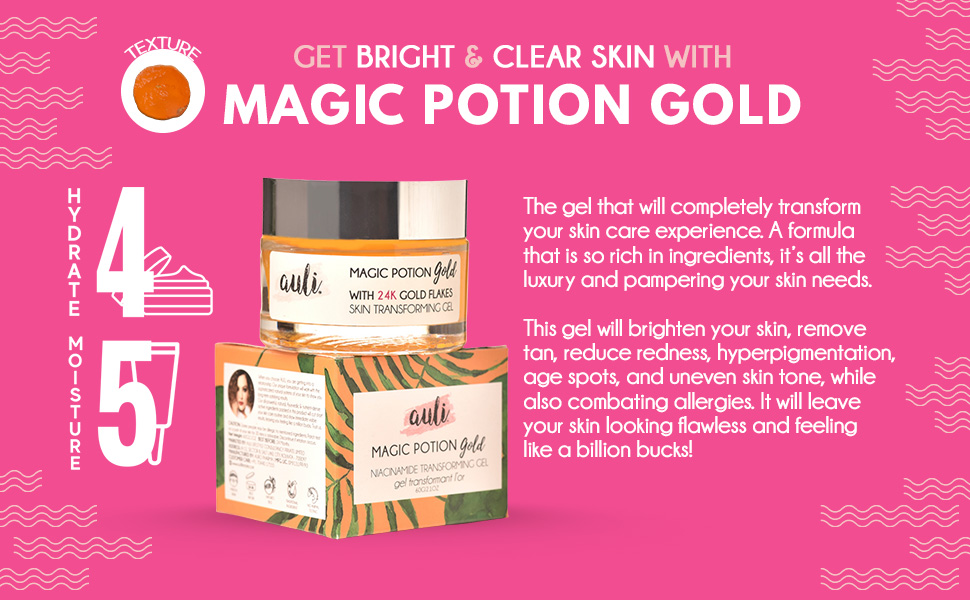 TEXTURE
GET BRIGHT & CLEAR SKIN WITH
MAGIC POTION GOLD
HYDRATE
4
MOISTURE
5
auli.
MAGIC POTION gold
WITH 24K GOLD FLAKES
SKIN TRANSFORMING GEL
auli.
MAGIC POTION gold
NIACINAMIDE TRANSFORMING GEL
gel transformant l'or
The gel that will completely transform
your skin care experience. A formula
that is so rich in ingredients, it's all the
luxury and pampering your skin needs.
This gel will brighten your skin, remove
tan, reduce redness, hyperpigmentation,
age spots, and uneven skin tone, while
also combating allergies. It will leave
your skin looking flawless and feeling
like a billion bucks!